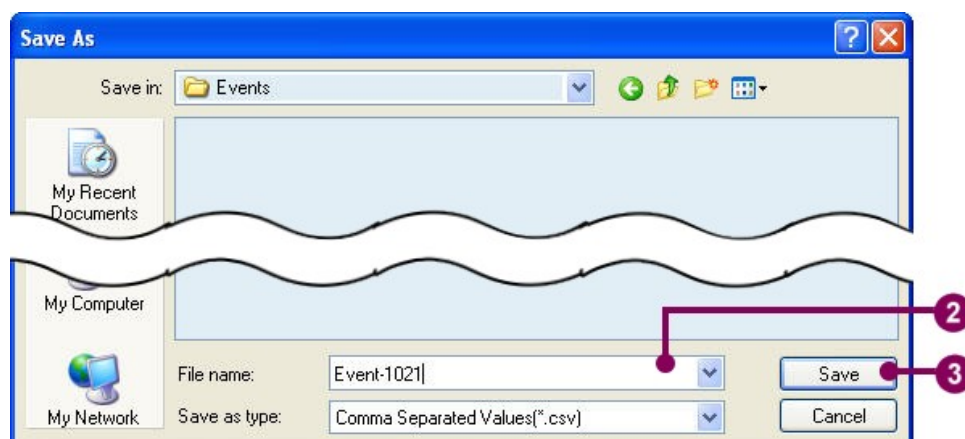 Save As
Save in: Events
My Recent
Documents
My Computer
2
File name: Event-1021 Save 3
My Network Save as type: Comma Separated Values(*.csv) Cancel